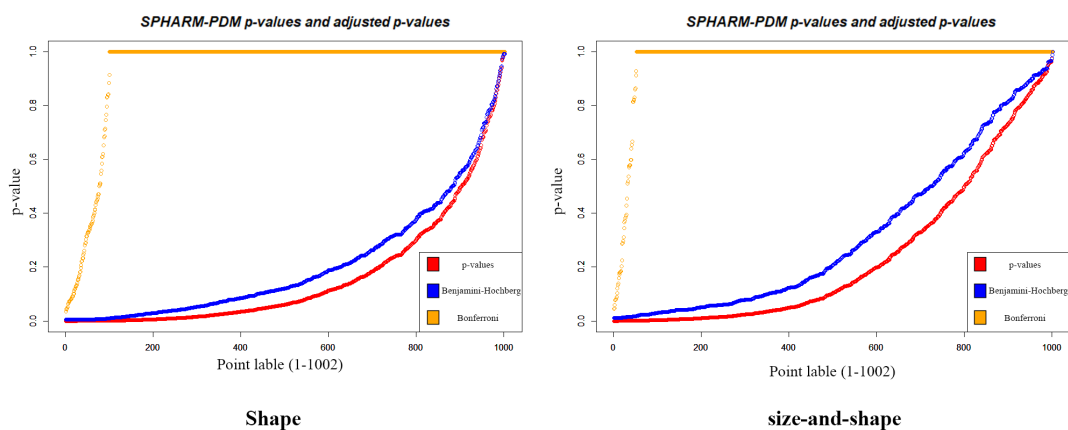 SPHARM-PDM p-values and adjusted p-values
p-value
1.0
0.8
0.6
0.4
0.2
0.0
p-values
Benjamini-Hochberg
Bonferroni
0
200
400
600
800
1000
Point lable (1-1002)
Shape
SPHARM-PDM p-values and adjusted p-values
p-value
1.0
0.8
0.6
0.4
0.2
0.0
p-values
Benjamini-Hochberg
Bonferroni
0
200
400
600
800
1000
Point lable (1-1002)
size-and-shape